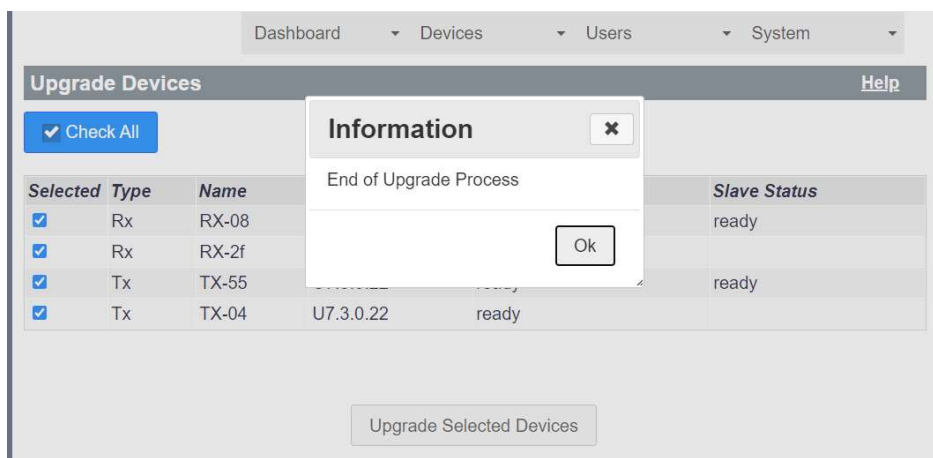 Dashboard Devices Users System
Upgrade Devices Help
Check All
Information
End of Upgrade Process
Ok
Selected Type Name Slave Status
Rx RX-08 ready
Rx RX-2f
Tx TX-55 ready
Tx TX-04 U7.3.0.22 ready
Upgrade Selected Devices